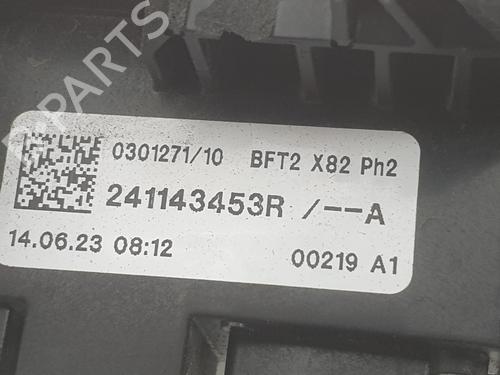 PARTS
0301271/10 BFT2 X82 Ph2
241143453R /--A
14.06.23 08:12
00219 A1